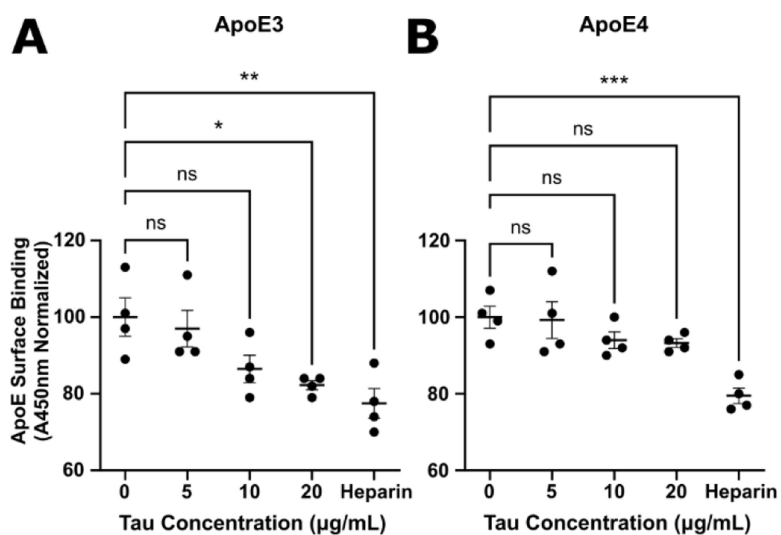 A
ApoE3
**
*
ns
ns
ApoE Surface Binding
(A450nm Normalized)
120
100
80
60
0 5 10 20 Heparin
Tau Concentration (µg/mL)
B
ApoE4
***
ns
ns
ns
120
100
80
60
0 5 10 20 Heparin
Tau Concentration (µg/mL)